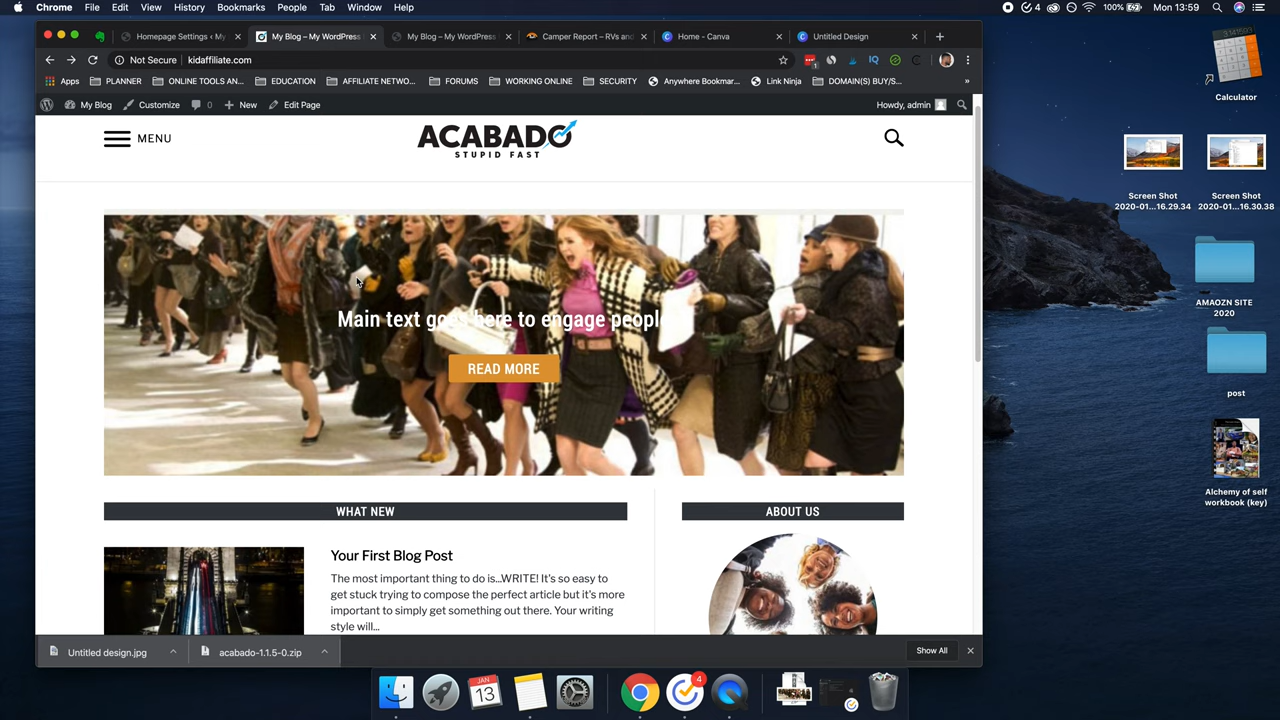 Chrome File Edit View History Bookmarks People Tab Window Help
4 100% Mon 13:59
Homepage Settings ‹ My
My Blog – My WordPress
My Blog – My WordPress
Camper Report – RVs and
Home - Canva
Untitled Design
Not Secure kidaffiliate.com
Apps PLANNER ONLINE TOOLS AN... EDUCATION AFFILIATE NETWO... FORUMS WORKING ONLINE SECURITY Anywhere Bookmar... Link Ninja DOMAIN(S) BUY/S... »
My Blog Customize 0 New Edit Page Howdy, admin
MENU
ACABADO
STUPID FAST
Main text goes here to engage people
READ MORE
WHAT NEW
ABOUT US
Your First Blog Post
The most important thing to do is...WRITE! It's so easy to
get stuck trying to compose the perfect article but it's more
important to simply get something out there. Your writing
style will...
Untitled design.jpg
acabado-1.1.5-0.zip
Show All
Calculator
Screen Shot
2020-01...16.29.34
Screen Shot
2020-01...16.30.38
AMAOZN SITE
2020
post
Alchemy of self
workbook (key)
JAN
13
4